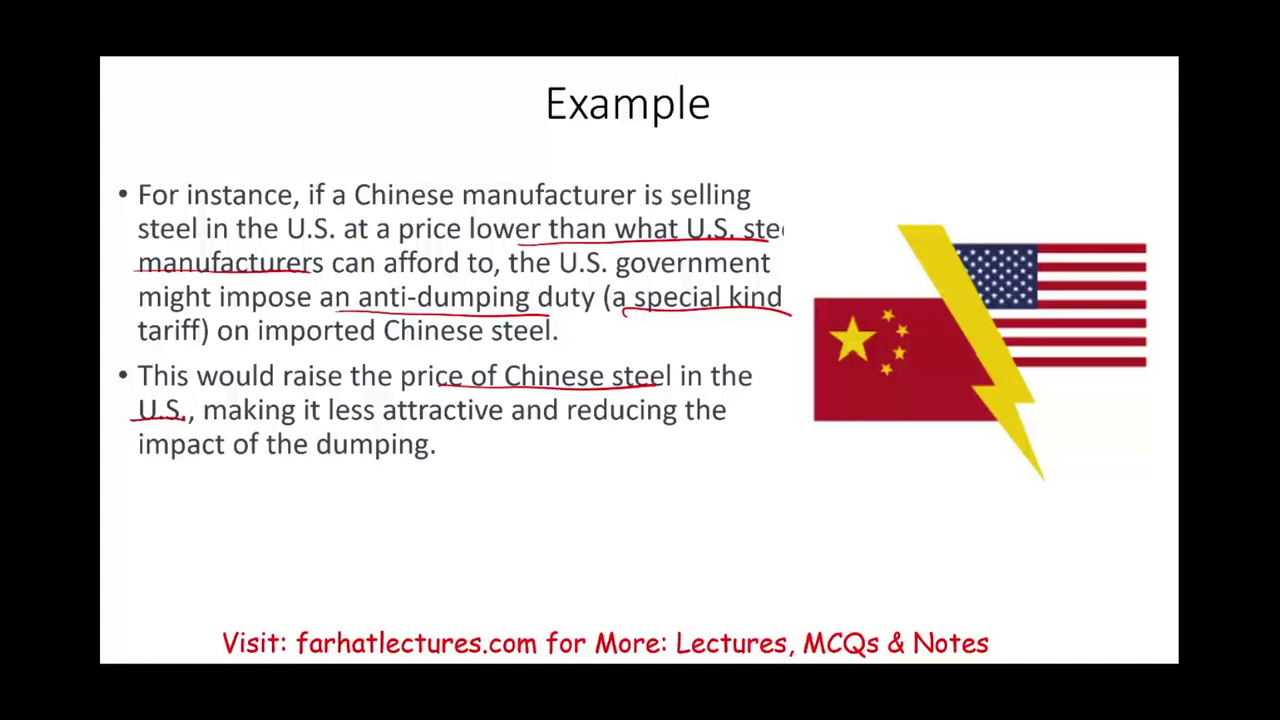 Example
• For instance, if a Chinese manufacturer is selling
steel in the U.S. at a price lower than what U.S.
manufacturers can afford to, the U.S. government
might impose an anti-dumping duty (a special kind
tariff) on imported Chinese steel.
• This would raise the price of Chinese steel in the
U.S., making it less attractive and reducing the
impact of the dumping.
Visit: farhatlectures.com for More: Lectures, MCQs & Notes